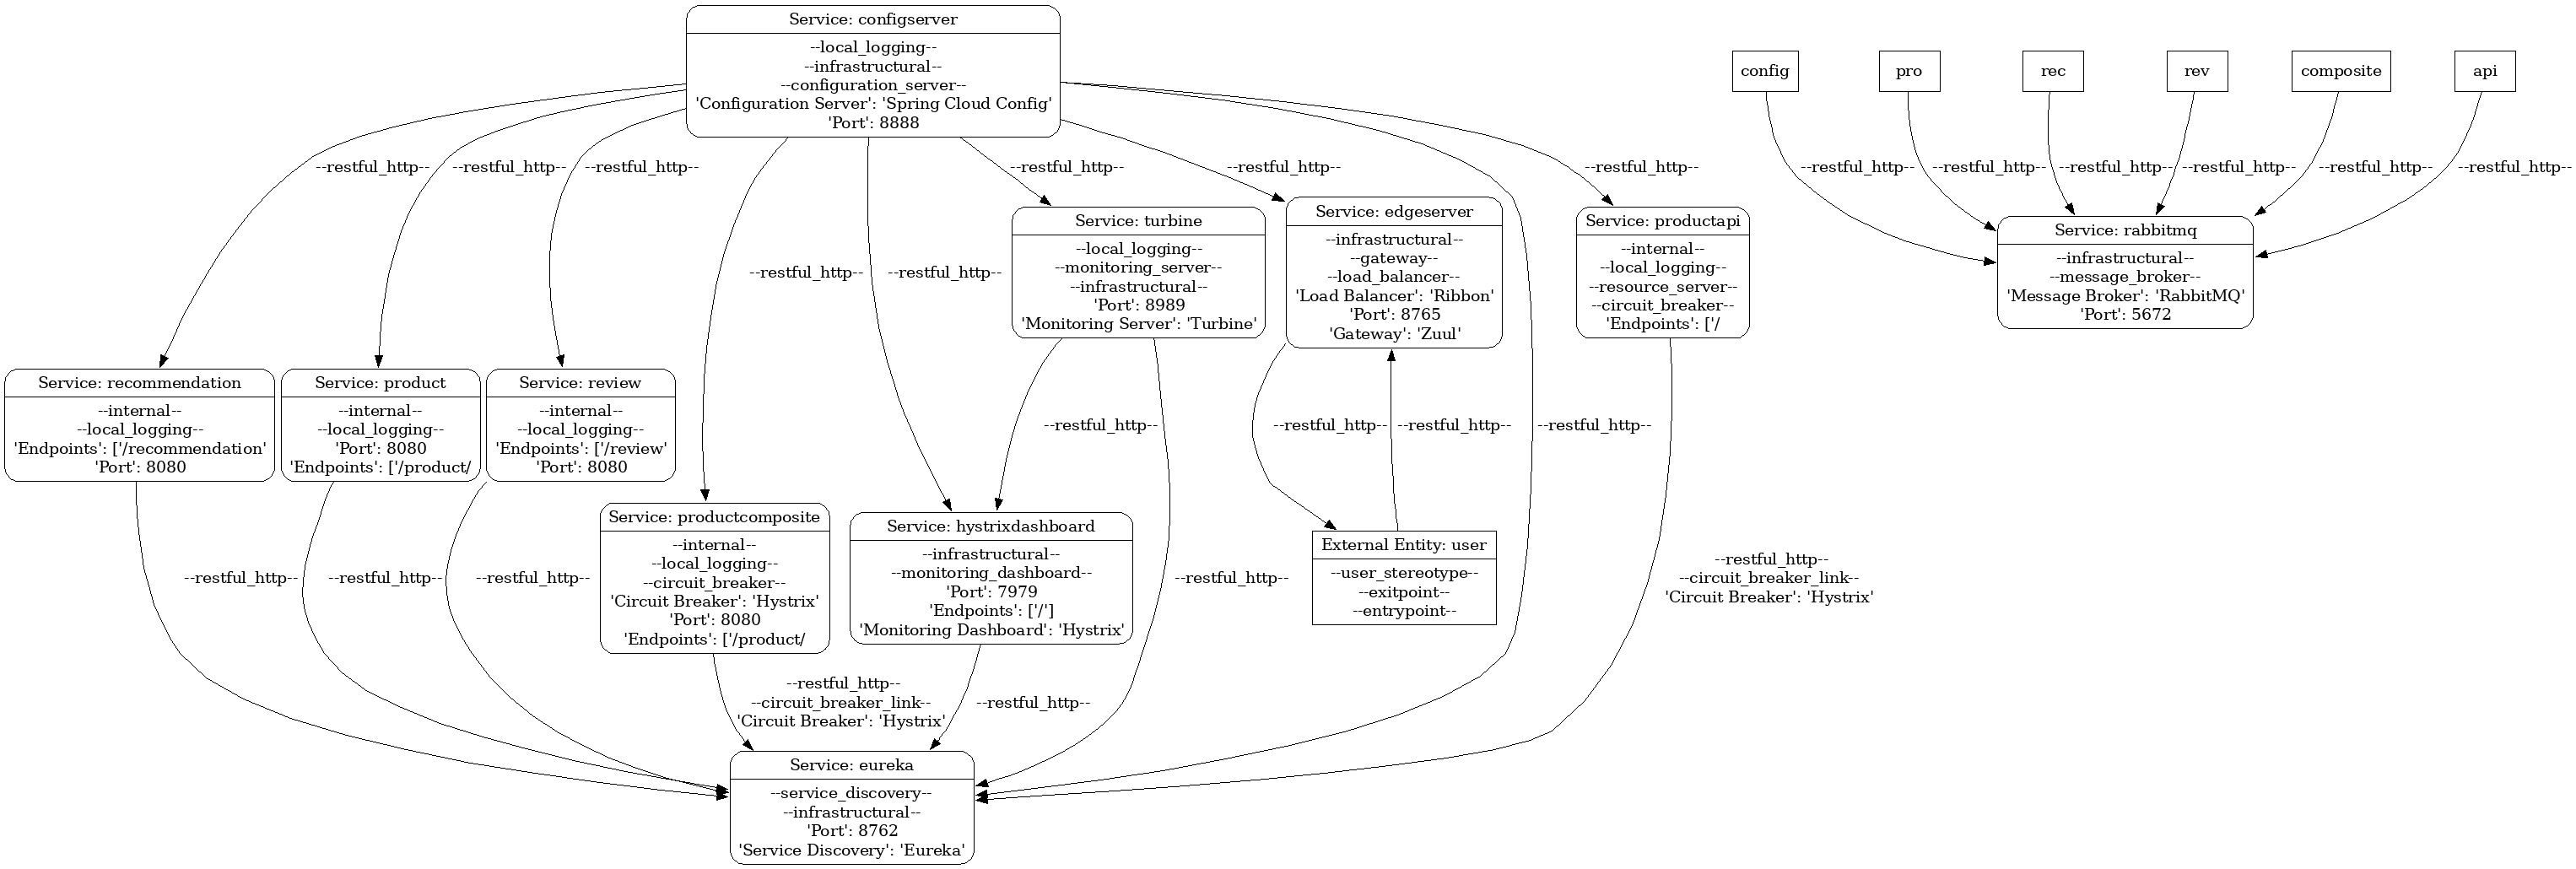 Service: configserver
--local_logging--
--infrastructural--
--configuration_server--
'Configuration Server': 'Spring Cloud Config'
'Port': 8888
config
pro
rec
rev
composite
api
--restful_http--
--restful_http--
--restful_http--
--restful_http--
--restful_http--
--restful_http--
--restful_http--
--restful_http--
--restful_http--
--restful_http--
--restful_http--
--restful_http--
--restful_http--
--restful_http--
Service: turbine
--local_logging--
--monitoring_server--
--infrastructural--
'Port': 8989
'Monitoring Server': 'Turbine'
Service: edgeserver
--infrastructural--
--gateway--
--load_balancer--
'Load Balancer': 'Ribbon'
'Port': 8765
'Gateway': 'Zuul'
Service: productapi
--internal--
--local_logging--
--resource_server--
--circuit_breaker--
'Endpoints': ['/
Service: rabbitmq
--infrastructural--
--message_broker--
'Message Broker': 'RabbitMQ'
'Port': 5672
Service: recommendation
--internal--
--local_logging--
'Endpoints': ['/recommendation'
'Port': 8080
Service: product
--internal--
--local_logging--
'Port': 8080
'Endpoints': ['/product/
Service: review
--internal--
--local_logging--
'Endpoints': ['/review'
'Port': 8080
--restful_http--
--restful_http--
--restful_http--
--restful_http--
Service: productcomposite
--internal--
--local_logging--
--circuit_breaker--
'Circuit Breaker': 'Hystrix'
'Port': 8080
'Endpoints': ['/product/
Service: hystrixdashboard
--infrastructural--
--monitoring_dashboard--
'Port': 7979
'Endpoints': ['/']
'Monitoring Dashboard': 'Hystrix'
External Entity: user
--user_stereotype--
--exitpoint--
--entrypoint--
--restful_http--
--restful_http--
--restful_http--
--restful_http--
--restful_http--
--circuit_breaker_link--
'Circuit Breaker': 'Hystrix'
--restful_http--
--circuit_breaker_link--
'Circuit Breaker': 'Hystrix'
--restful_http--
Service: eureka
--service_discovery--
--infrastructural--
'Port': 8762
'Service Discovery': 'Eureka'